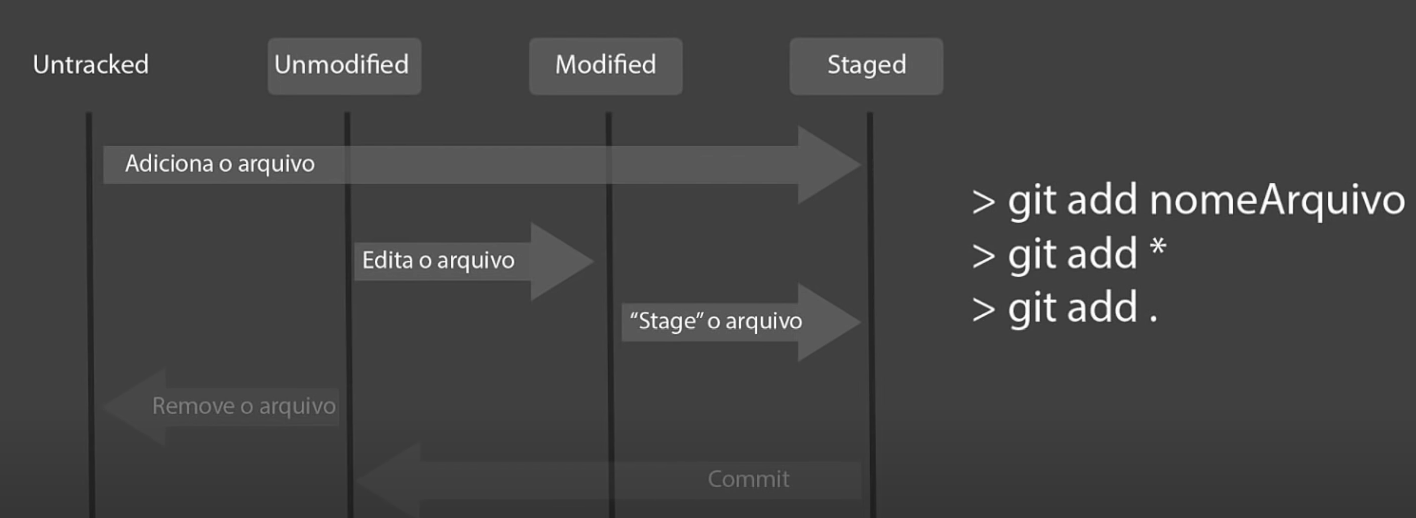 Untracked
Unmodified
Modified
Staged
Adiciona o arquivo
Edita o arquivo
“Stage” o arquivo
Remove o arquivo
Commit
> git add nomeArquivo
> git add *
> git add .